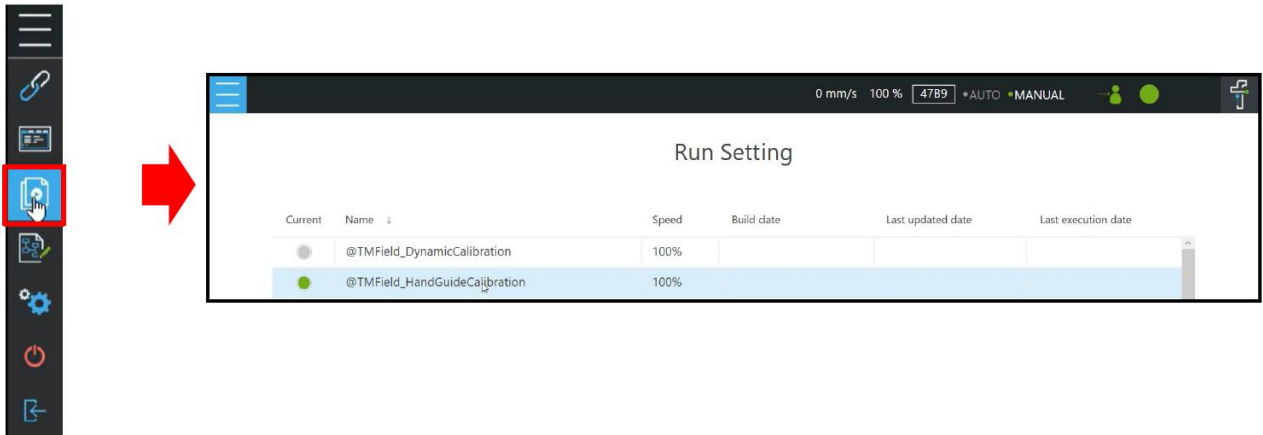 0 mm/s 100 % 47B9 AUTO MANUAL
Run Setting
Current Name ↓ Speed Build date Last updated date Last execution date
@TMField_DynamicCalibration 100%
@TMField_HandGuideCalibration 100%